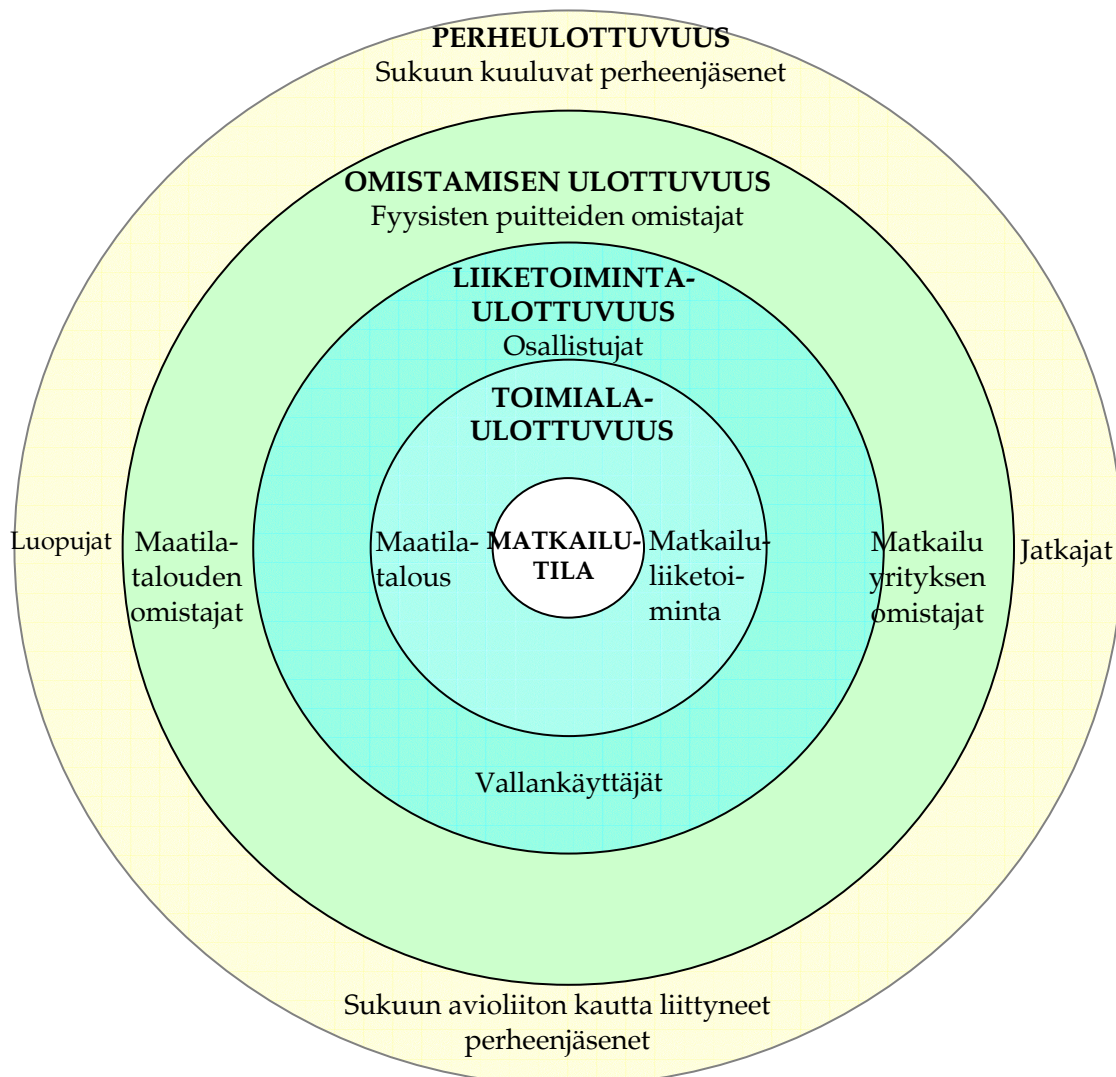 PERHEULOTTUVUUS
Sukuun kuuluvat perheenjäsenet
OMISTAMISEN ULOTTUVUUS
Fyysisten puitteiden omistajat
LIIKETOIMINTA-
ULOTTUVUUS
Osallistujat
TOIMIALA-
ULOTTUVUUS
Luopujat
Maatila-
talouden
omistajat
Maatila-
talous
MATKAILU-
TILA
Matkailu-
liiketoi-
minta
Matkailu
yrityksen
omistajat
Jatkajat
Vallankäyttäjät
Sukuun avioliiton kautta liittyneet
perheenjäsenet